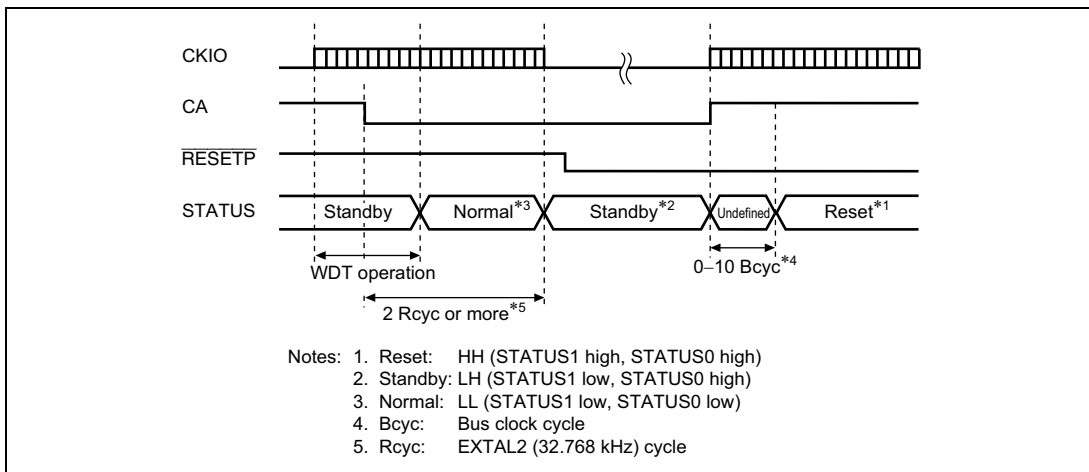 CKIO
CA
RESETP
STATUS
Standby
Normal*3
Standby*2
Undefined
Reset*1
WDT operation
0–10 Bcyc*4
2 Rcyc or more*5
Notes: 1. Reset: HH (STATUS1 high, STATUS0 high)
2. Standby: LH (STATUS1 low, STATUS0 high)
3. Normal: LL (STATUS1 low, STATUS0 low)
4. Bcyc: Bus clock cycle
5. Rcyc: EXTAL2 (32.768 kHz) cycle